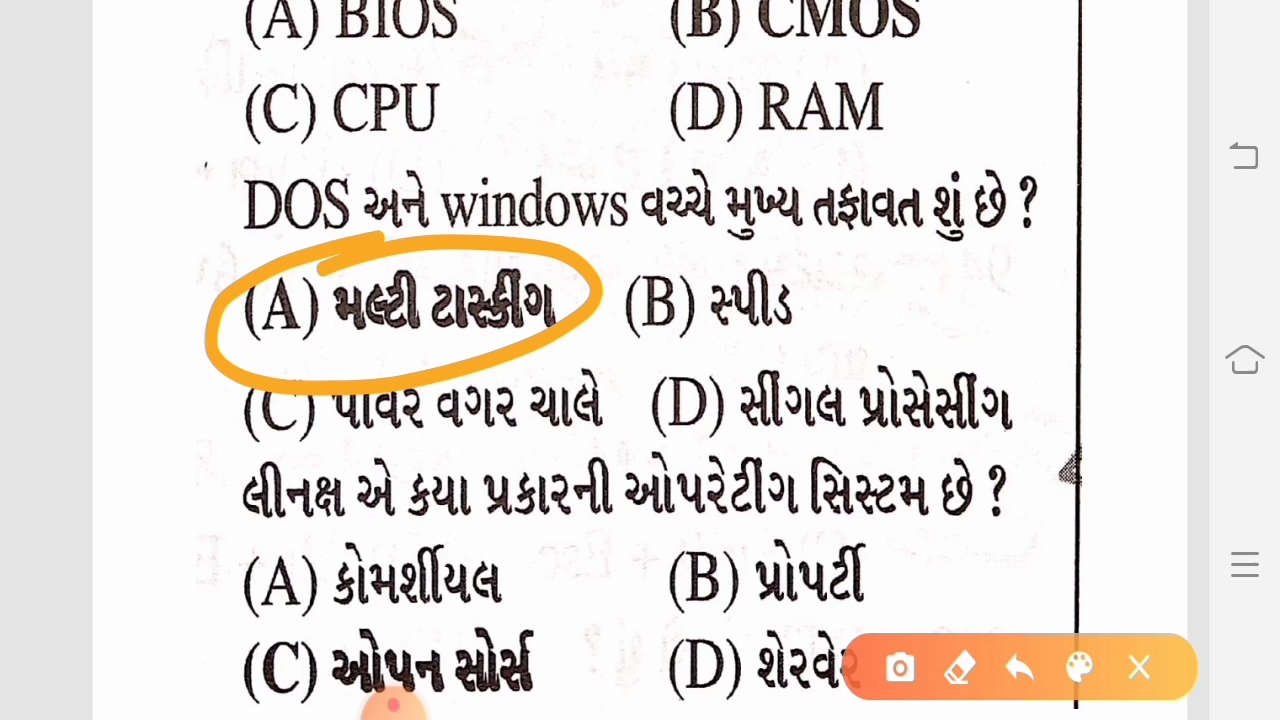 (A) BIOS (B) CMOS
(C) CPU (D) RAM
DOS અને windows વચ્ચે મુખ્ય તફાવત શું છે ?
(A) મલ્ટી ટાસ્કીંગ (B) સ્પીડ
(C) પાવર વગર ચાલે (D) સીંગલ પ્રોસેસીંગ
લીનક્ષ એ કયા પ્રકારની ઓપરેટીંગ સિસ્ટમ છે ?
(A) કોમર્શીયલ (B) પ્રોપર્ટી
(C) ઓપન સોર્સ (D) શેરવેર